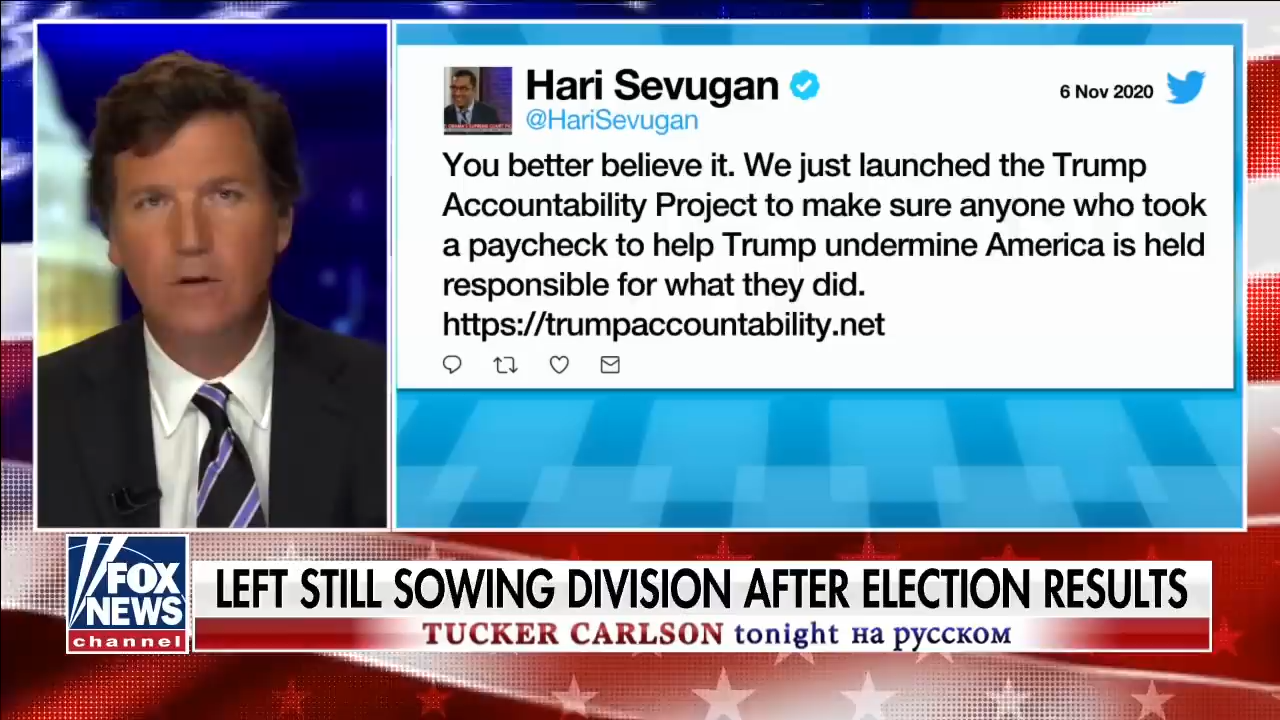 Hari Sevugan
6 Nov 2020
@HariSevugan
You better believe it. We just launched the Trump
Accountability Project to make sure anyone who took
a paycheck to help Trump undermine America is held
responsible for what they did.
https://trumpaccountability.net
FOX
NEWS
channel
LEFT STILL SOWING DIVISION AFTER ELECTION RESULTS
TUCKER CARLSON tonight на русском